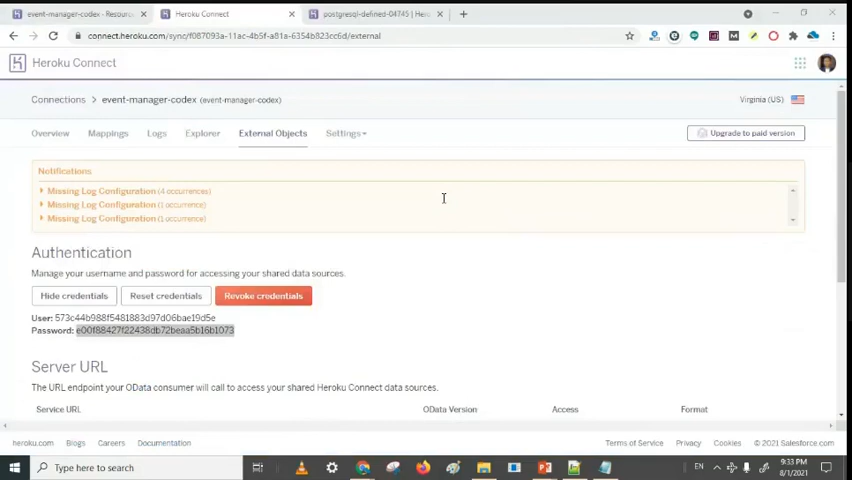 event-manager-codex - Resourc
Heroku Connect
postgresql-defined-04745 | Her
connect.heroku.com/sync/f087093a-11ac-4b5f-a81a-6354b823cc6d/external
Heroku Connect
Connections > event-manager-codex (event-manager-codex)
Virginia (US)
Overview Mappings Logs Explorer External Objects Settings
Upgrade to paid version
Notifications
Missing Log Configuration (4 occurrences)
Missing Log Configuration (1 occurrence)
Missing Log Configuration (1 occurrence)
Authentication
Manage your username and password for accessing your shared data sources.
Hide credentials Reset credentials Revoke credentials
User: 573c44b988f5481883d97d06bae19d5e
Password: e00f88427f22438db72beaa5b16b1073
Server URL
The URL endpoint your OData consumer will call to access your shared Heroku Connect data sources.
Service URL OData Version Access Format
heroku.com Blogs Careers Documentation
Terms of Service Privacy Cookies © 2021 Salesforce.com
Type here to search
EN
9:33 PM
8/1/2021